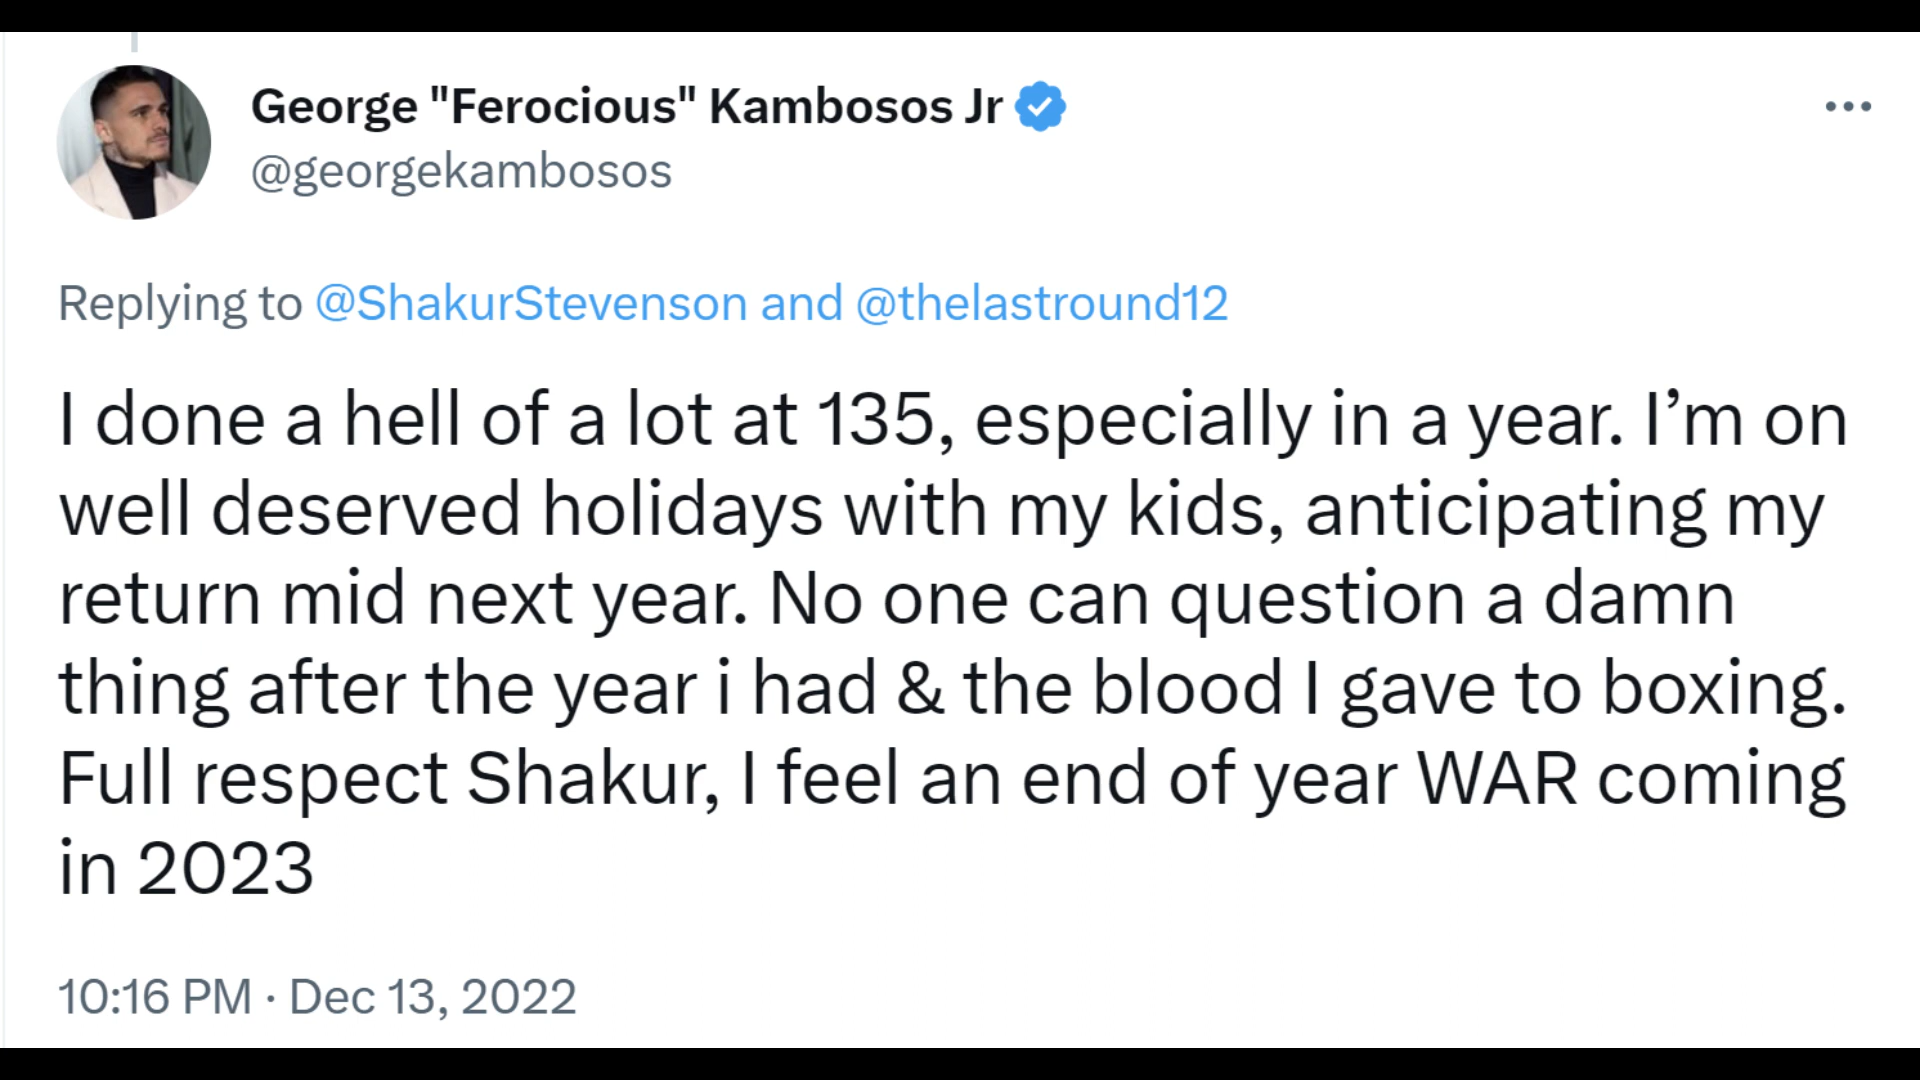 George "Ferocious" Kambosos Jr
@georgekambosos
Replying to @ShakurStevenson and @thelastround12
I done a hell of a lot at 135, especially in a year. I’m on
well deserved holidays with my kids, anticipating my
return mid next year. No one can question a damn
thing after the year i had & the blood I gave to boxing.
Full respect Shakur, I feel an end of year WAR coming
in 2023
10:16 PM · Dec 13, 2022